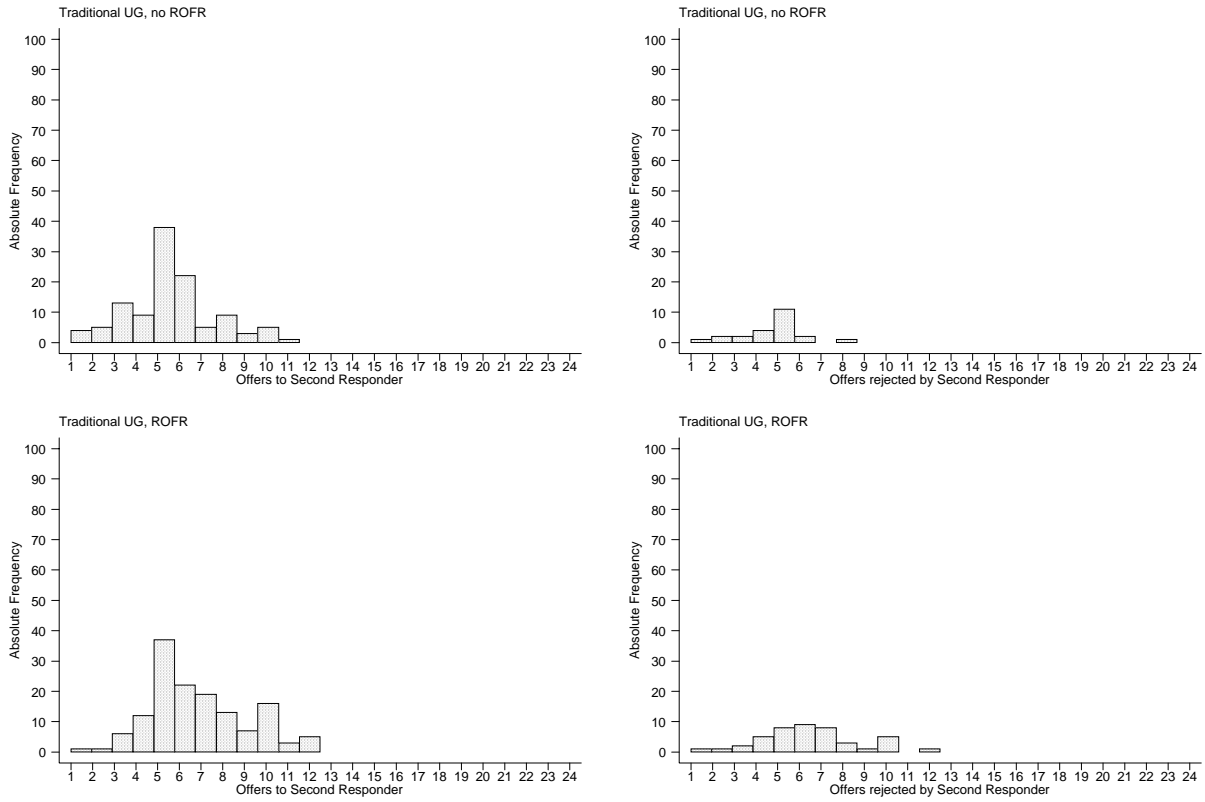 Traditional UG, no ROFR
100
90
80
70
60
50
40
30
20
10
0
Absolute Frequency
1 2 3 4 5 6 7 8 9 10 11 12 13 14 15 16 17 18 19 20 21 22 23 24
Offers to Second Responder
Traditional UG, no ROFR
100
90
80
70
60
50
40
30
20
10
0
Absolute Frequency
1 2 3 4 5 6 7 8 9 10 11 12 13 14 15 16 17 18 19 20 21 22 23 24
Offers rejected by Second Responder
Traditional UG, ROFR
100
90
80
70
60
50
40
30
20
10
0
Absolute Frequency
1 2 3 4 5 6 7 8 9 10 11 12 13 14 15 16 17 18 19 20 21 22 23 24
Offers to Second Responder
Traditional UG, ROFR
100
90
80
70
60
50
40
30
20
10
0
Absolute Frequency
1 2 3 4 5 6 7 8 9 10 11 12 13 14 15 16 17 18 19 20 21 22 23 24
Offers rejected by Second Responder